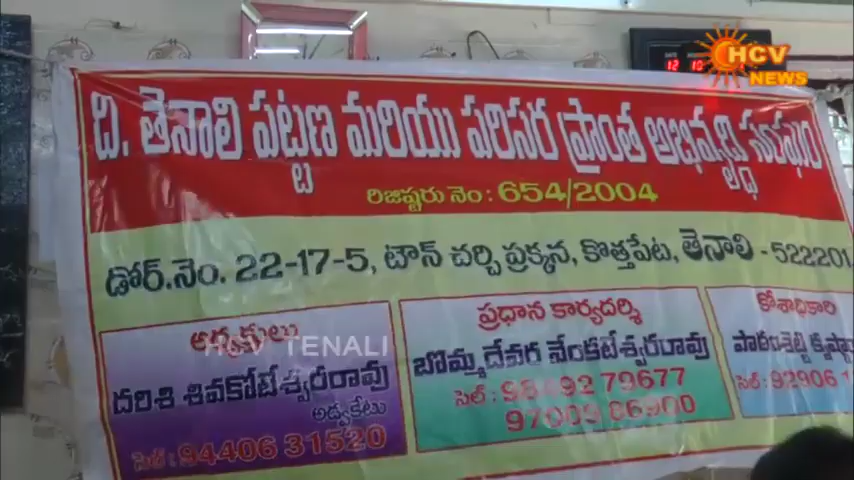 HCV
NEWS
ది. తెనాలి పట్టణ మరియు పరిసర ప్రాంత అభివృద్ధి సంఘం
రిజిష్టరు నెం : 654/2004
డోర్.నెం. 22-17-5, టౌన్ చర్చి ప్రక్కన, కొత్తపేట, తెనాలి - 522201.
అధ్యక్షులు
దరిశి శివకోటేశ్వరరావు
అడ్వకేటు
సెల్ : 94406 31520
ప్రధాన కార్యదర్శి
బొమ్మదేవర వేంకటేశ్వరరావు
సెల్ : 98492 79677
కోశాధికారి
సెల్ : 92906 1
HCV TENALI